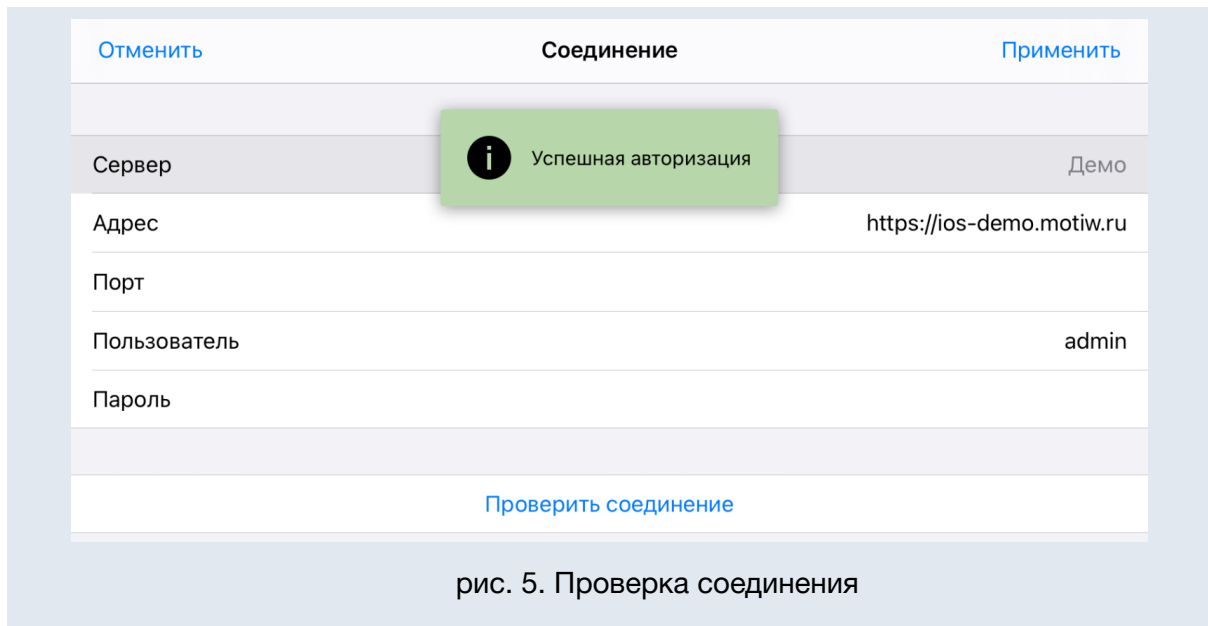 Отменить Соединение Применить
Успешная авторизация
Сервер Демо
Адрес https://ios-demo.motiw.ru
Порт
Пользователь admin
Пароль
Проверить соединение
рис. 5. Проверка соединения